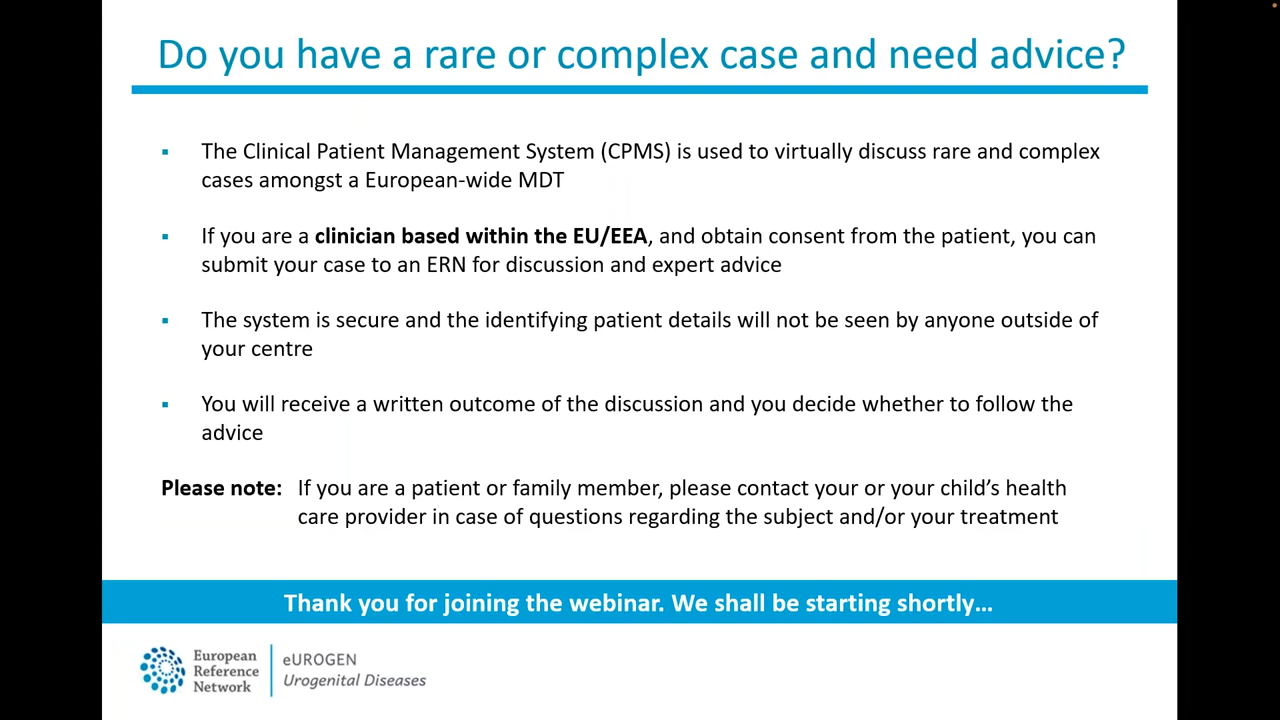 Do you have a rare or complex case and need advice?
▪ The Clinical Patient Management System (CPMS) is used to virtually discuss rare and complex
cases amongst a European-wide MDT
▪ If you are a clinician based within the EU/EEA, and obtain consent from the patient, you can
submit your case to an ERN for discussion and expert advice
▪ The system is secure and the identifying patient details will not be seen by anyone outside of
your centre
▪ You will receive a written outcome of the discussion and you decide whether to follow the
advice
Please note: If you are a patient or family member, please contact your or your child’s health
care provider in case of questions regarding the subject and/or your treatment
Thank you for joining the webinar. We shall be starting shortly…
European
Reference
Network
eUROGEN
Urogenital Diseases